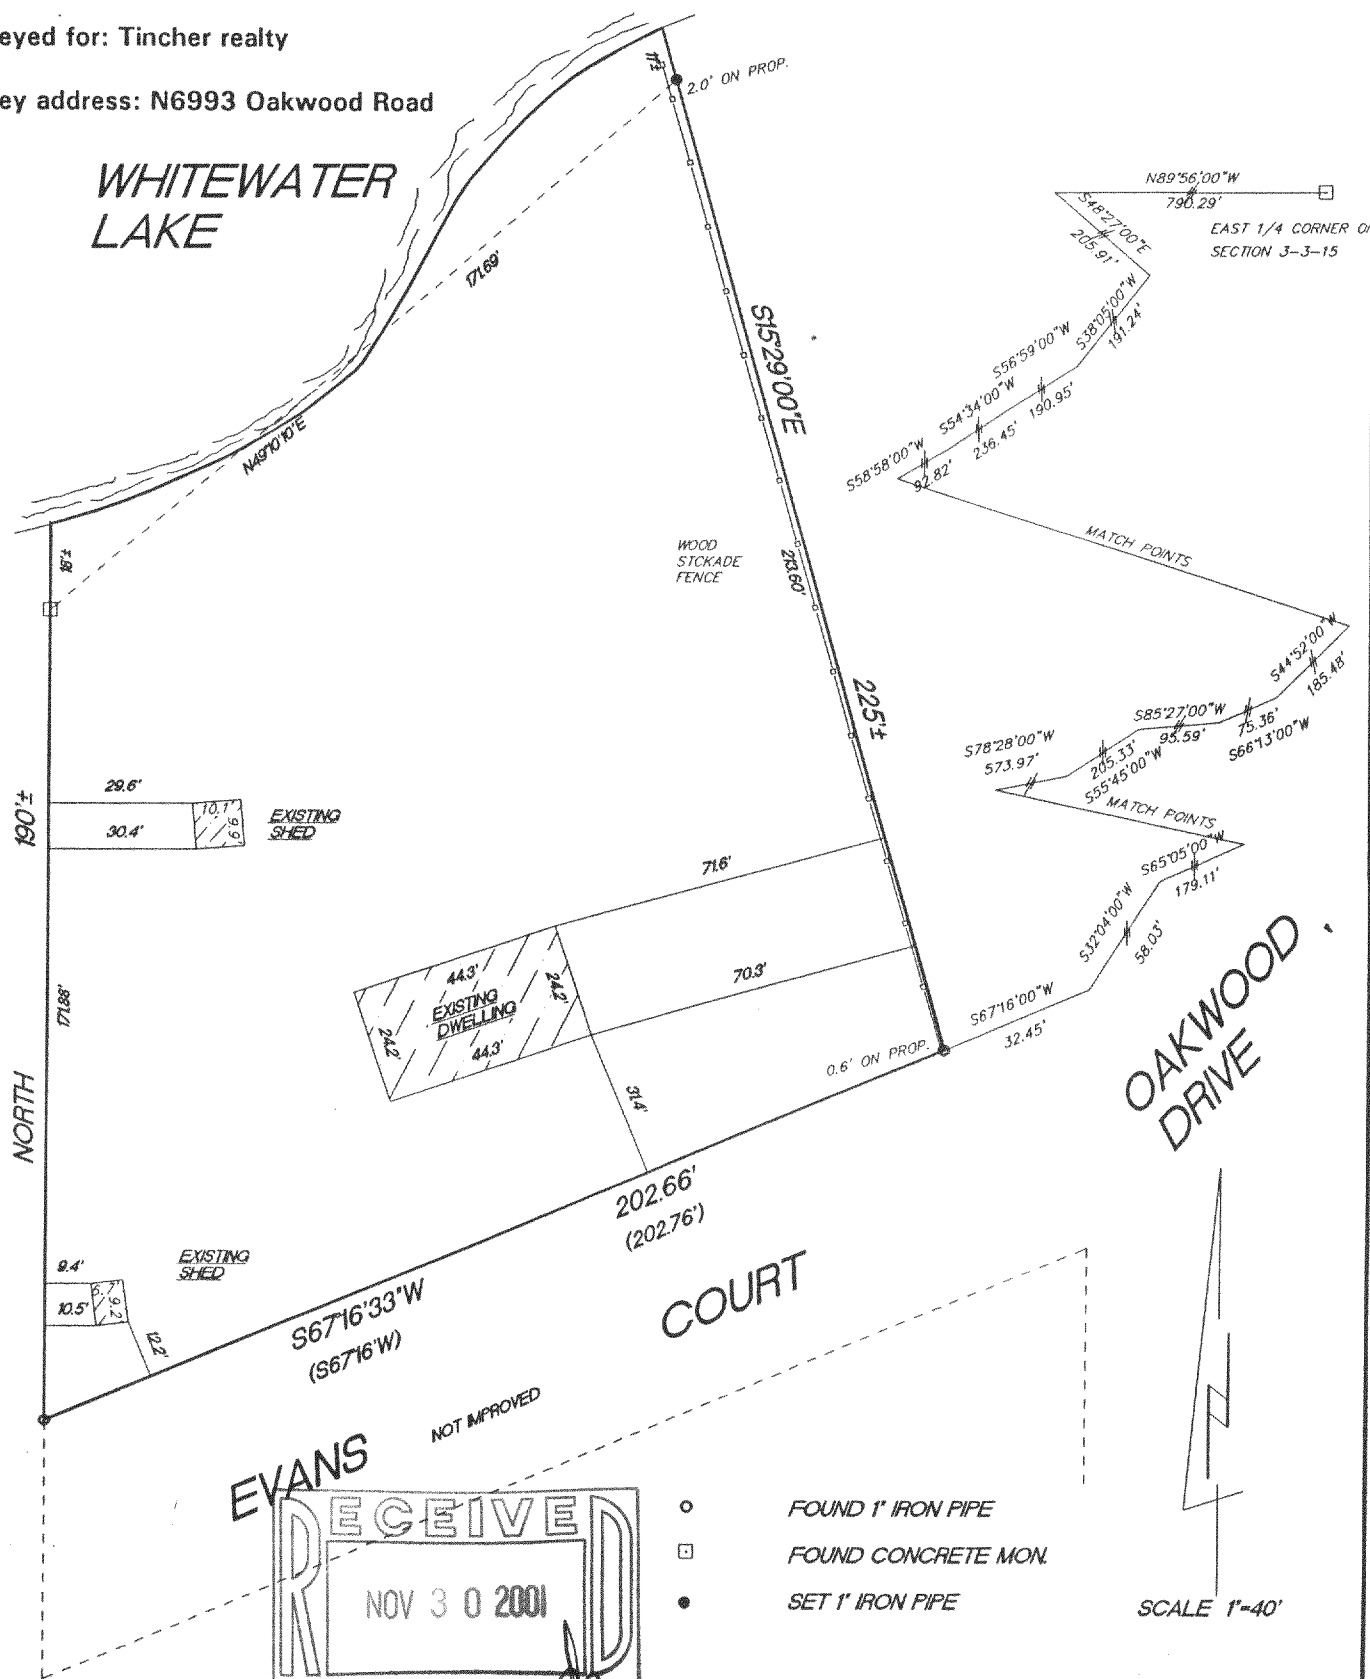 eyed for: Tincher realty
ey address: N6993 Oakwood Road
WHITEWATER
LAKE
11'±
2.0' ON PROP.
171.69'
N49°10'10"E
S15°29'00"E
N89°56'00"W
790.29'
EAST 1/4 CORNER O
SECTION 3-3-15
S48°27'00"E
205.91'
S38°05'00"W
191.24'
S56°59'00"W
190.95'
S54°34'00"W
236.45'
S58°58'00"W
92.82'
MATCH POINTS
18'±
WOOD
STCKADE
FENCE
213.60'
225'±
S44°52'00"W
185.48'
S85°27'00"W
95.59'
75.36'
S66°13'00"W
S78°28'00"W
573.97'
205.33'
S55°45'00"W
MATCH POINTS
S65°05'00"W
179.11'
S32°04'00"W
58.03'
S67°16'00"W
32.45'
190'±
29.6'
30.4'
10.1'
9.9'
EXISTING
SHED
71.6'
70.3'
44.3'
24.2'
EXISTING
DWELLING
24.2'
44.3'
31.4'
0.6' ON PROP.
171.88'
NORTH
OAKWOOD
DRIVE
202.66'
(202.76')
EXISTING
SHED
9.4'
10.5'
6.7'
9.2
12.2'
S67°16'33"W
(S67°16'W)
COURT
EVANS
NOT IMPROVED
RECEIVED
NOV 30 2001
FOUND 1" IRON PIPE
FOUND CONCRETE MON.
SET 1" IRON PIPE
SCALE 1"=40'